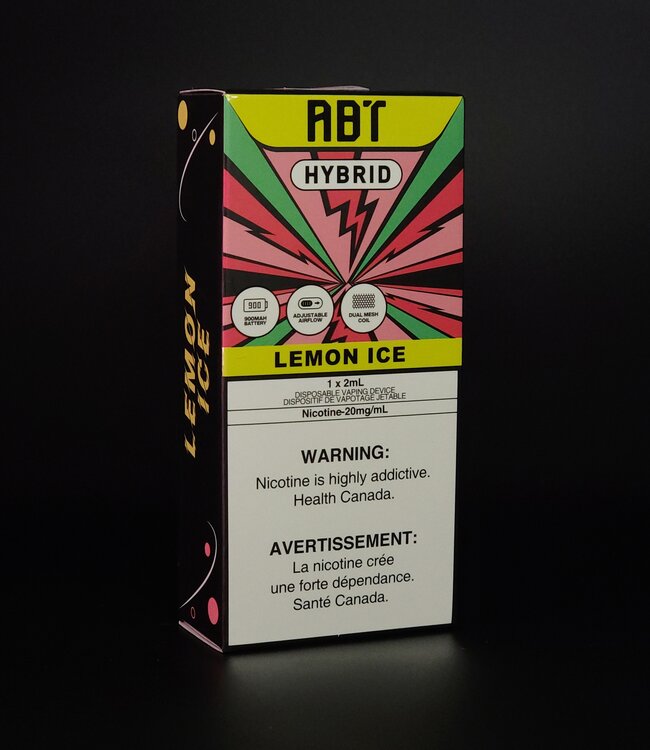 ABT
HYBRID
900
900MAH
BATTERY
ADJUSTABLE
AIRFLOW
DUAL MESH
COIL
LEMON ICE
1 x 2mL
DISPOSABLE VAPING DEVICE
DISPOSITIF DE VAPOTAGE JETABLE
Nicotine-20mg/mL
WARNING:
Nicotine is highly addictive.
Health Canada.
AVERTISSEMENT:
La nicotine crée
une forte dépendance.
Santé Canada.
LEMON
ICE